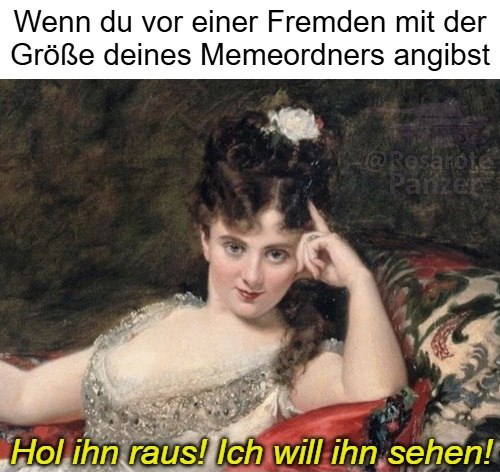 Wenn du vor einer Fremden mit der
Größe deines Memeordners angibst
@Rosarote
Panzer
Hol ihn raus! Ich will ihn sehen!